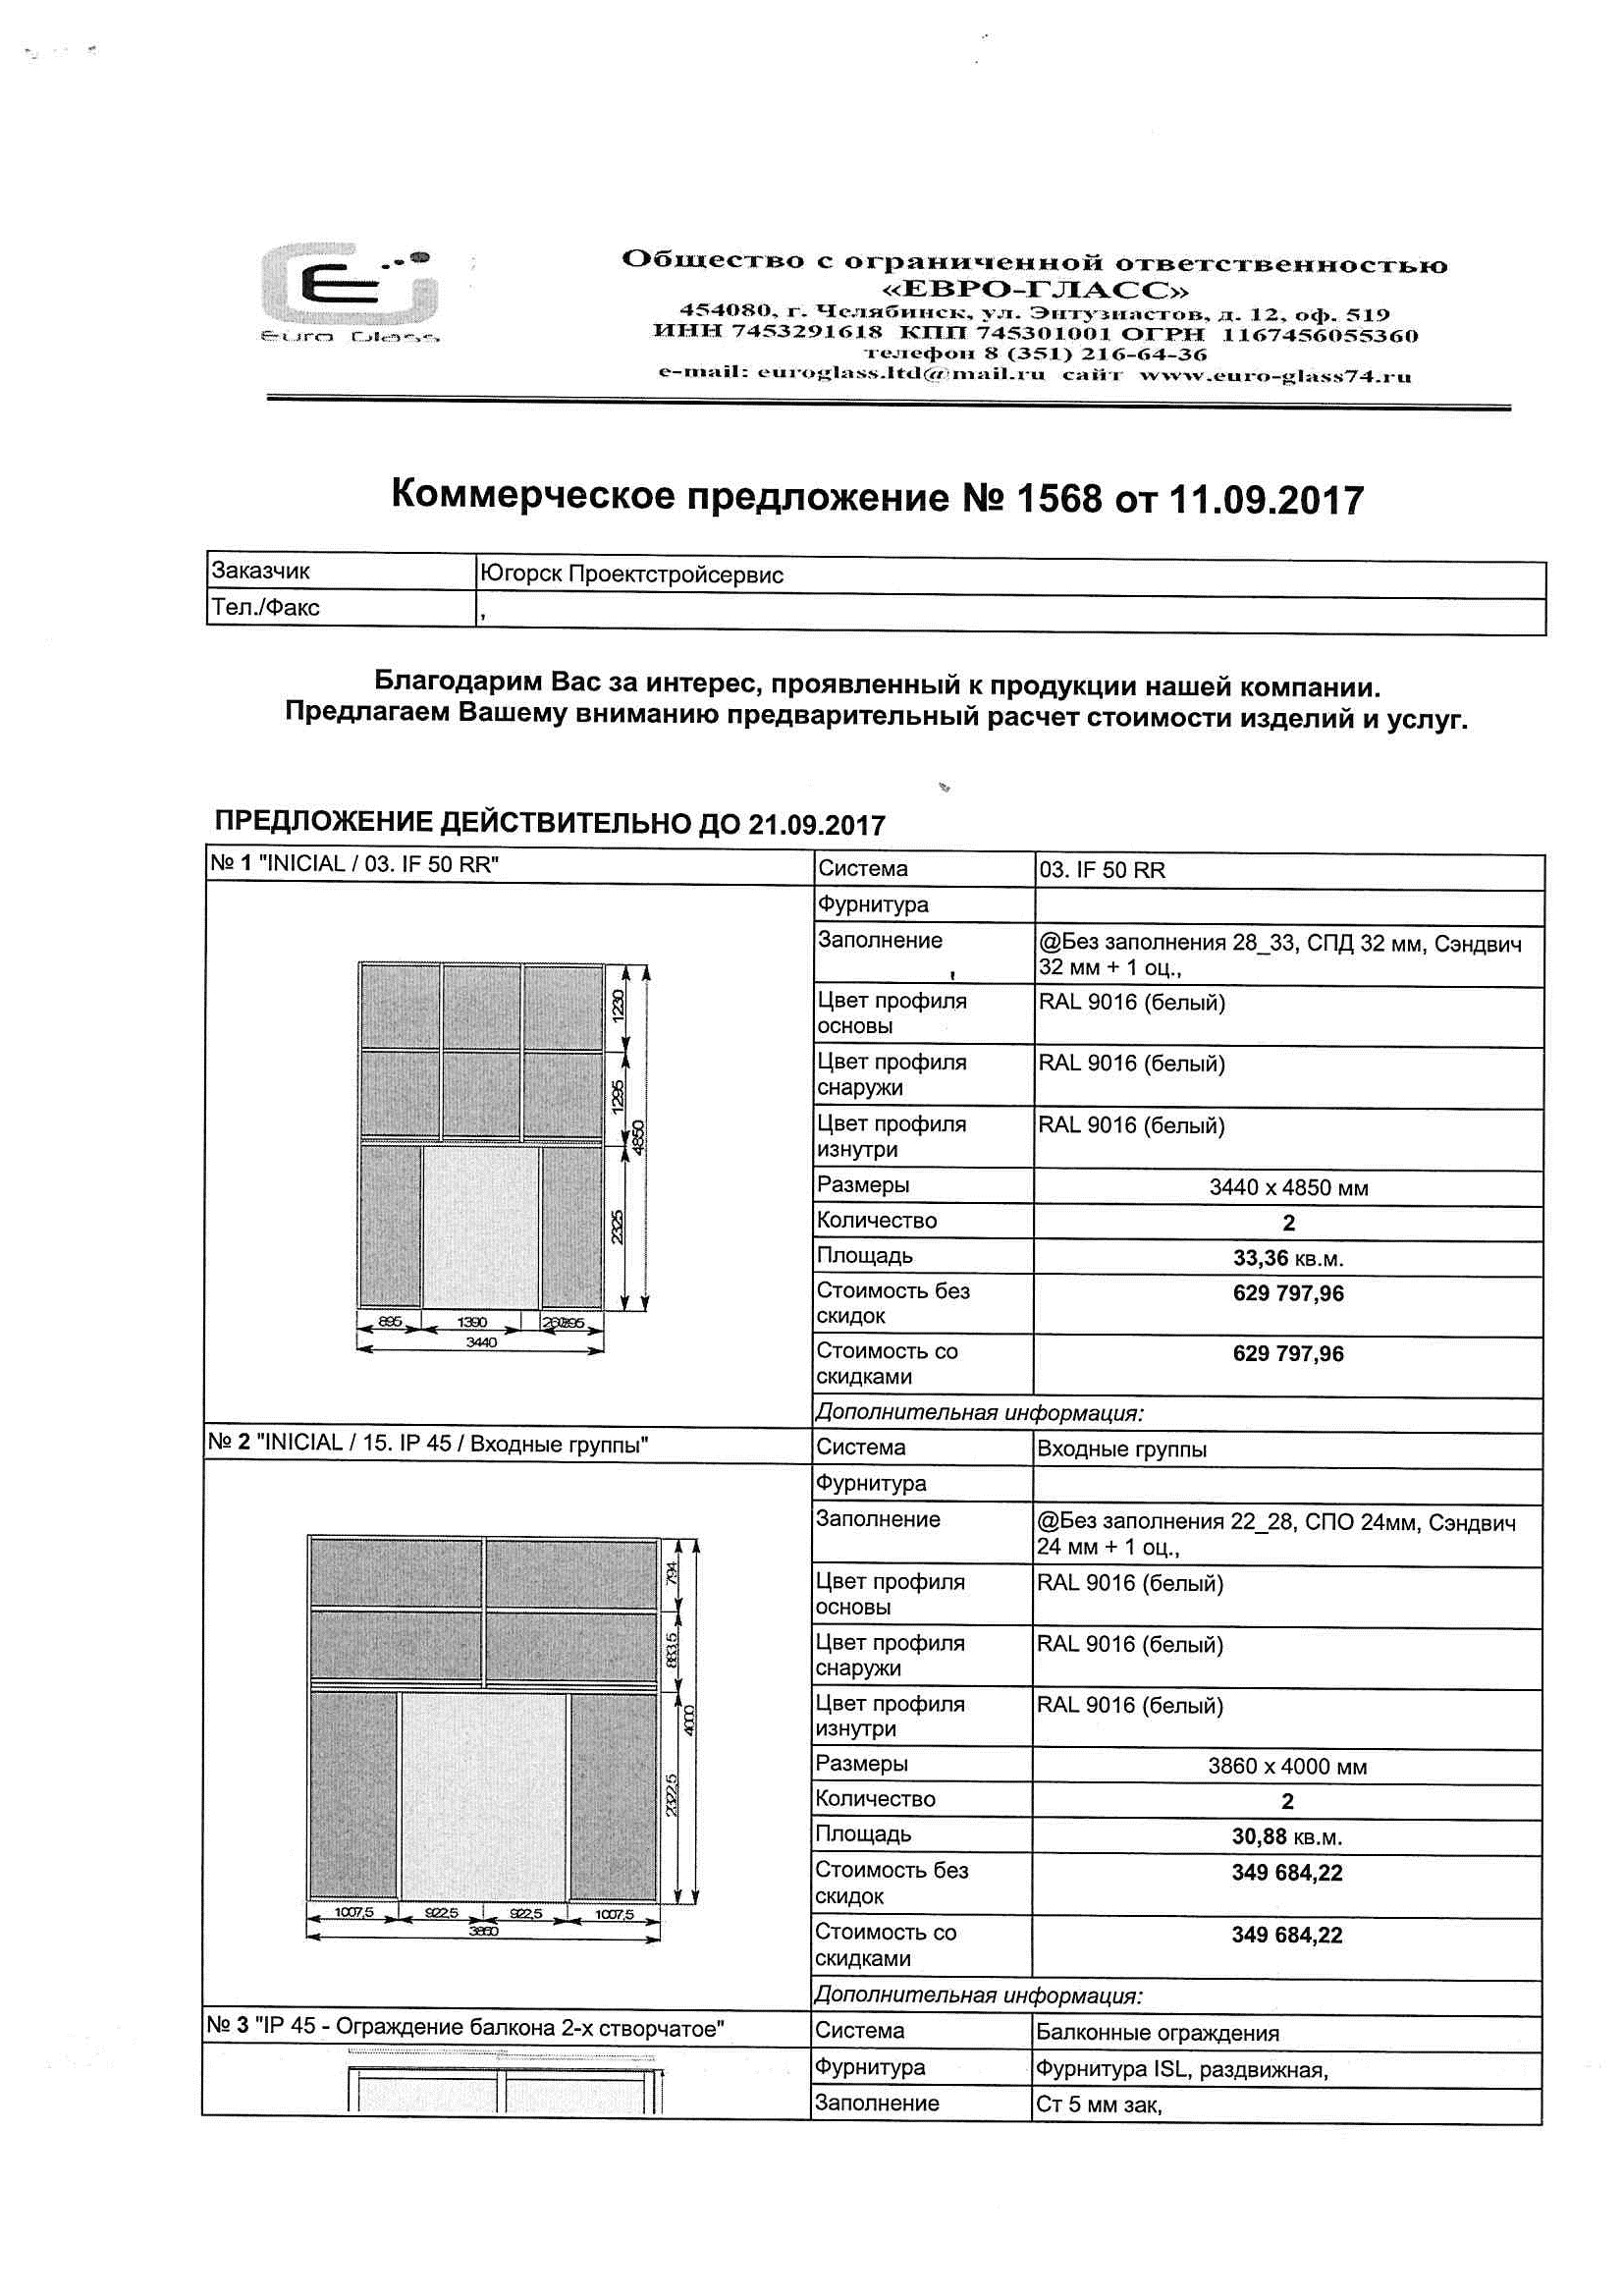 Euro Glass
Общество с ограниченной ответственностью
«ЕВРО-ГЛАСС»
454080, г. Челябинск, ул. Энтузиастов, д. 12, оф. 519
ИНН 7453291618 КПП 745301001 ОГРН 1167456055360
телефон 8 (351) 216-64-36
e-mail: euroglass.ltd@mail.ru сайт www.euro-glass74.ru
Коммерческое предложение № 1568 от 11.09.2017
Заказчик Югорск Проектстройсервис
Тел./Факс ,
Благодарим Вас за интерес, проявленный к продукции нашей компании.
Предлагаем Вашему вниманию предварительный расчет стоимости изделий и услуг.
ПРЕДЛОЖЕНИЕ ДЕЙСТВИТЕЛЬНО ДО 21.09.2017
№ 1 "INICIAL / 03. IF 50 RR"
1230
1295
4850
2325
895 1390 895
3440
Система 03. IF 50 RR
Фурнитура
Заполнение @Без заполнения 28_33, СПД 32 мм, Сэндвич
32 мм + 1 оц.,
Цвет профиля RAL 9016 (белый)
основы
Цвет профиля RAL 9016 (белый)
снаружи
Цвет профиля RAL 9016 (белый)
изнутри
Размеры 3440 x 4850 мм
Количество 2
Площадь 33,36 кв.м.
Стоимость без 629 797,96
скидок
Стоимость со 629 797,96
скидками
Дополнительная информация:
№ 2 "INICIAL / 15. IP 45 / Входные группы"
794
883,5
4000
2322,5
1007,5 922,5 922,5 1007,5
3860
Система Входные группы
Фурнитура
Заполнение @Без заполнения 22_28, СПО 24мм, Сэндвич
24 мм + 1 оц.,
Цвет профиля RAL 9016 (белый)
основы
Цвет профиля RAL 9016 (белый)
снаружи
Цвет профиля RAL 9016 (белый)
изнутри
Размеры 3860 x 4000 мм
Количество 2
Площадь 30,88 кв.м.
Стоимость без 349 684,22
скидок
Стоимость со 349 684,22
скидками
Дополнительная информация:
№ 3 "IP 45 - Ограждение балкона 2-х створчатое"
Система Балконные ограждения
Фурнитура Фурнитура ISL, раздвижная,
Заполнение Ст 5 мм зак,